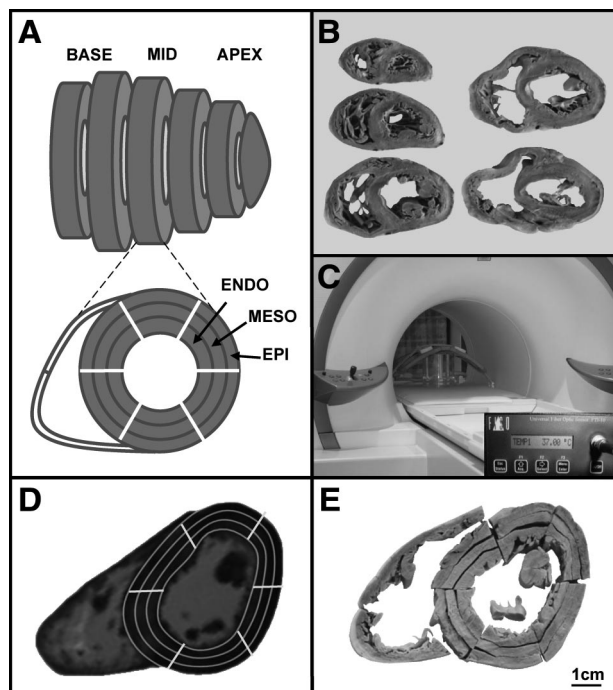 A
BASE MID APEX
ENDO
MESO
EPI
B
C
TEMP1 37.00 °C
D
E
1cm